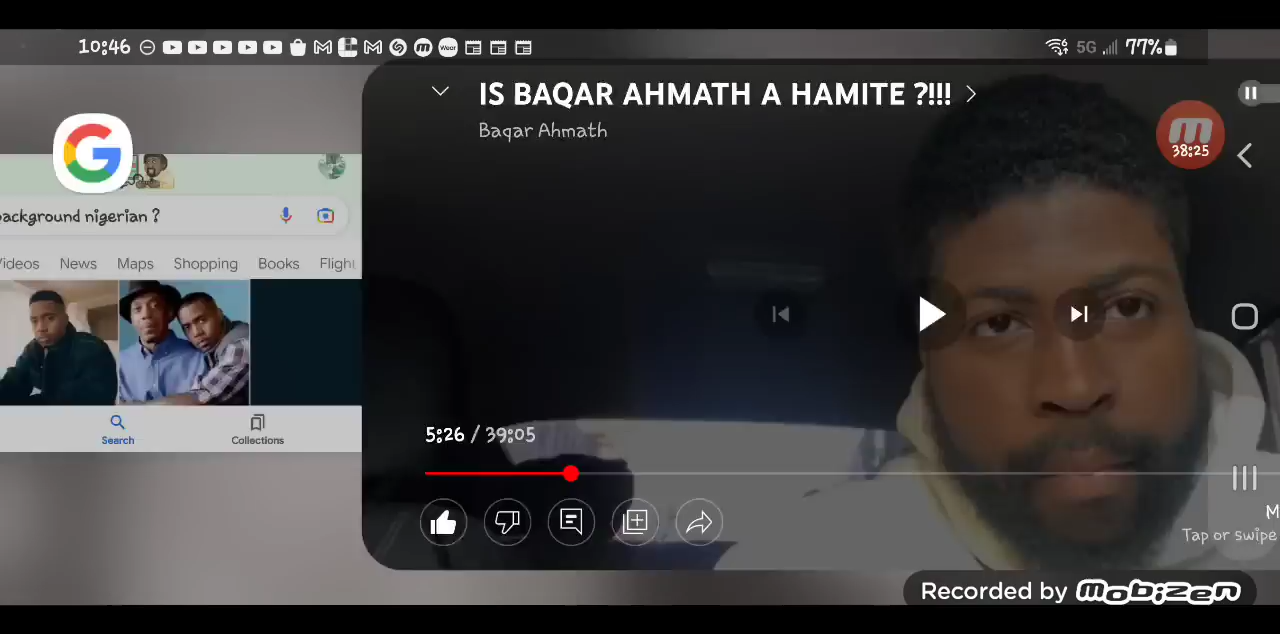 10:46
Wear
5G
77%
IS BAQAR AHMATH A HAMITE ?!!!
Baqar Ahmath
38:25
background nigerian ?
Videos News Maps Shopping Books Flight
5:26 / 39:05
Search
Collections
M
Tap or swipe
Recorded by mobizen